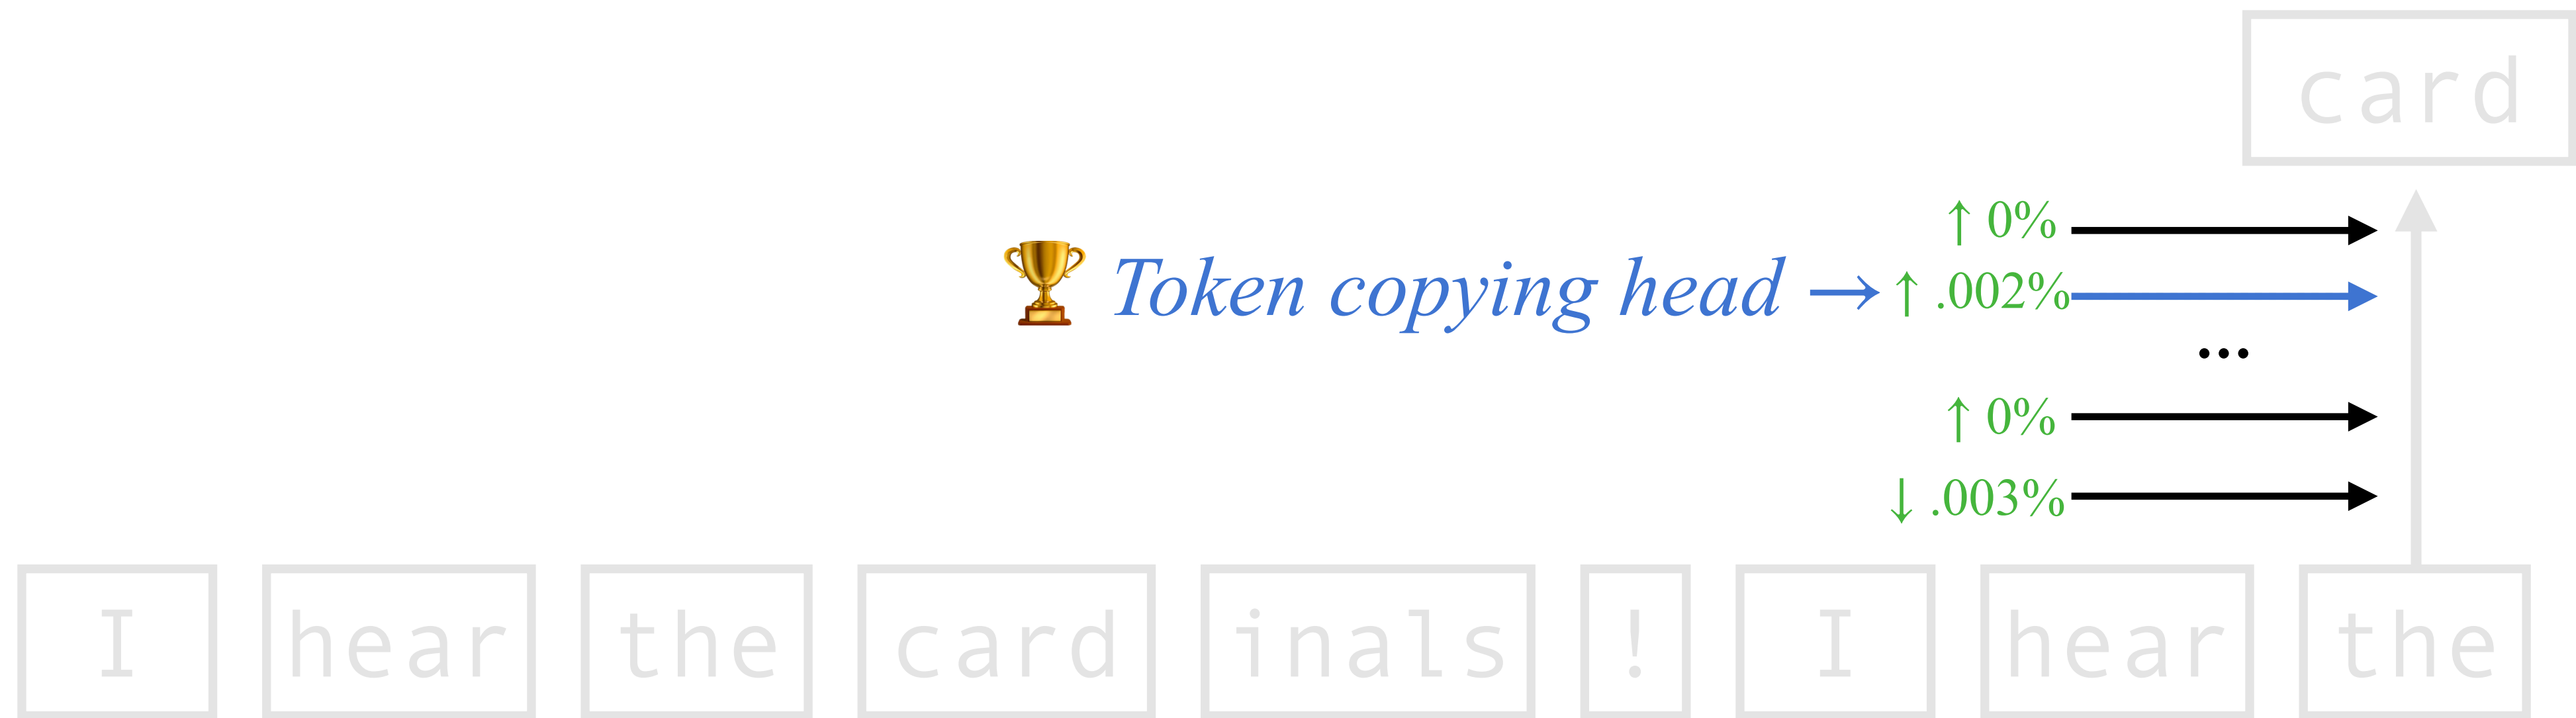 card
↑ 0%
🏆 Token copying head → ↑ .002%
...
↑ 0%
↓ .003%
I hear the card inals ! I hear the